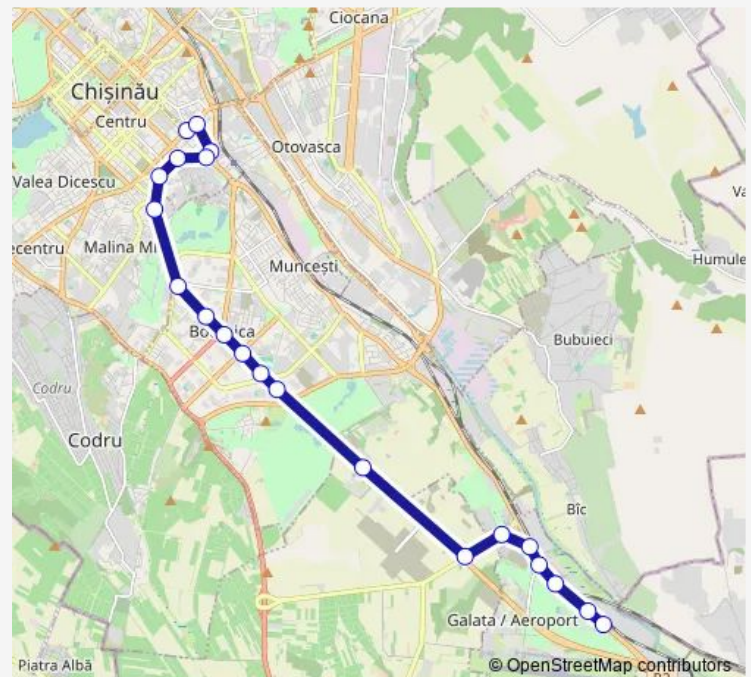 Ciocana
Chișinău
Centru
Otovasca
Valea Dicescu
Malina Mi
Muncești
Humule
Bubuieci
Codru
Codru
Bîc
Galata / Aeroport
Piatra Albă
© OpenStreetMap contributors